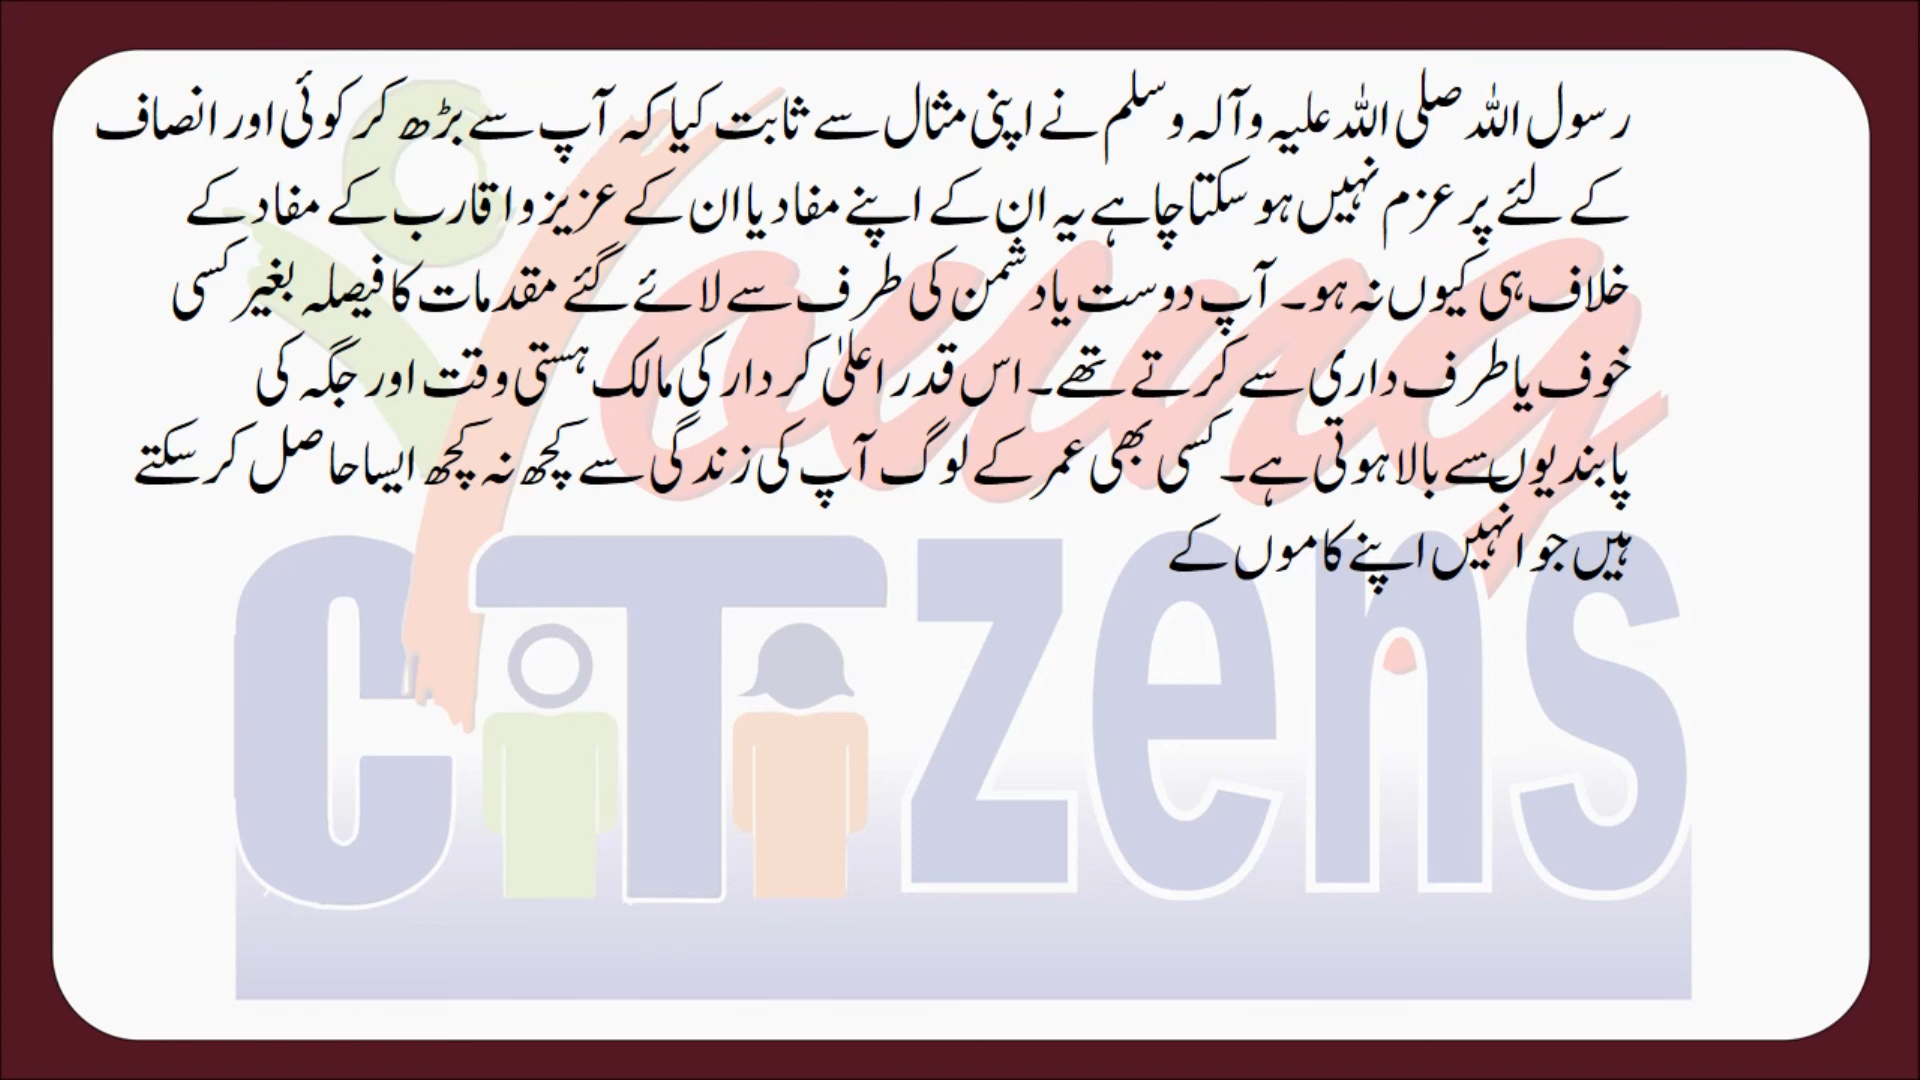 رسول اللہ صلی اللہ علیہ وآلہ وسلم نے اپنی مثال سے ثابت کیا کہ آپ سے بڑھ کر کوئی اور انصاف
کے لئے پر عزم نہیں ہو سکتا چاہے یہ ان کے اپنے مفاد یا ان کے عزیز و اقارب کے مفاد کے
خلاف ہی کیوں نہ ہو۔ آپ دوست یا دشمن کی طرف سے لائے گئے مقدمات کا فیصلہ بغیر کسی
خوف یا طرف داری سے کرتے تھے۔ اس قدر اعلیٰ کردار کی مالک ہستی وقت اور جگہ کی
پابندیوں سے بالا ہوتی ہے۔ کسی بھی عمر کے لوگ آپ کی زندگی سے کچھ نہ کچھ ایسا حاصل کر سکتے
ہیں جو انہیں اپنے کاموں کے
Young
CiTizens